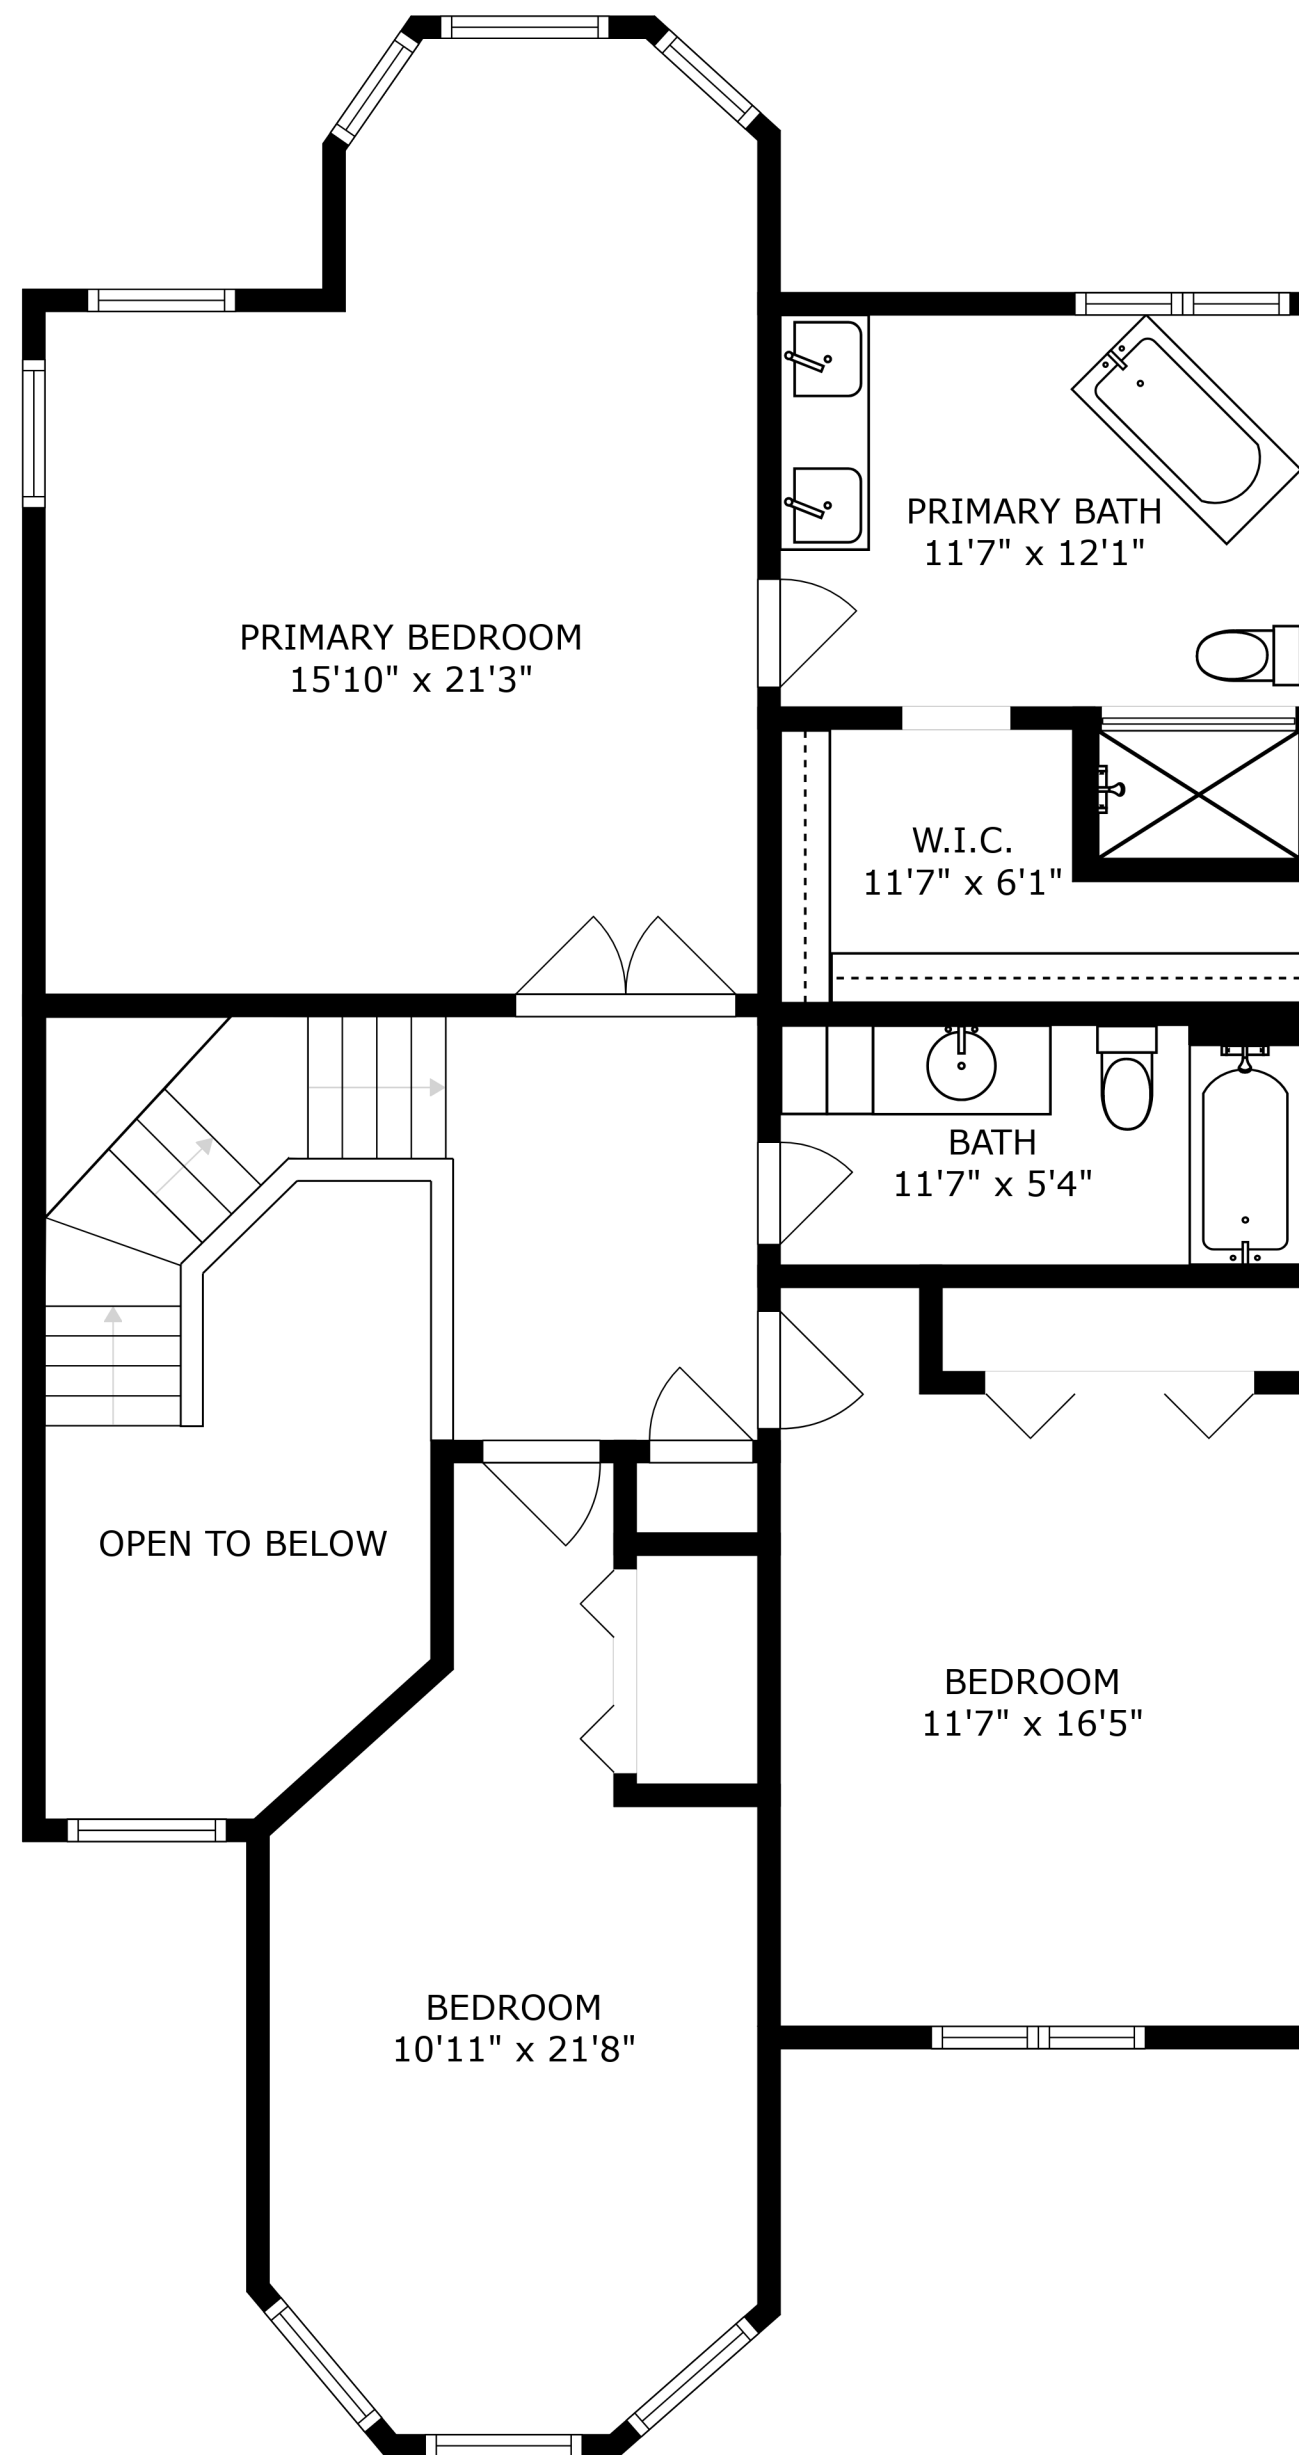 PRIMARY BATH
11'7" x 12'1"
PRIMARY BEDROOM
15'10" x 21'3"
W.I.C.
11'7" x 6'1"
BATH
11'7" x 5'4"
OPEN TO BELOW
BEDROOM
11'7" x 16'5"
BEDROOM
10'11" x 21'8"